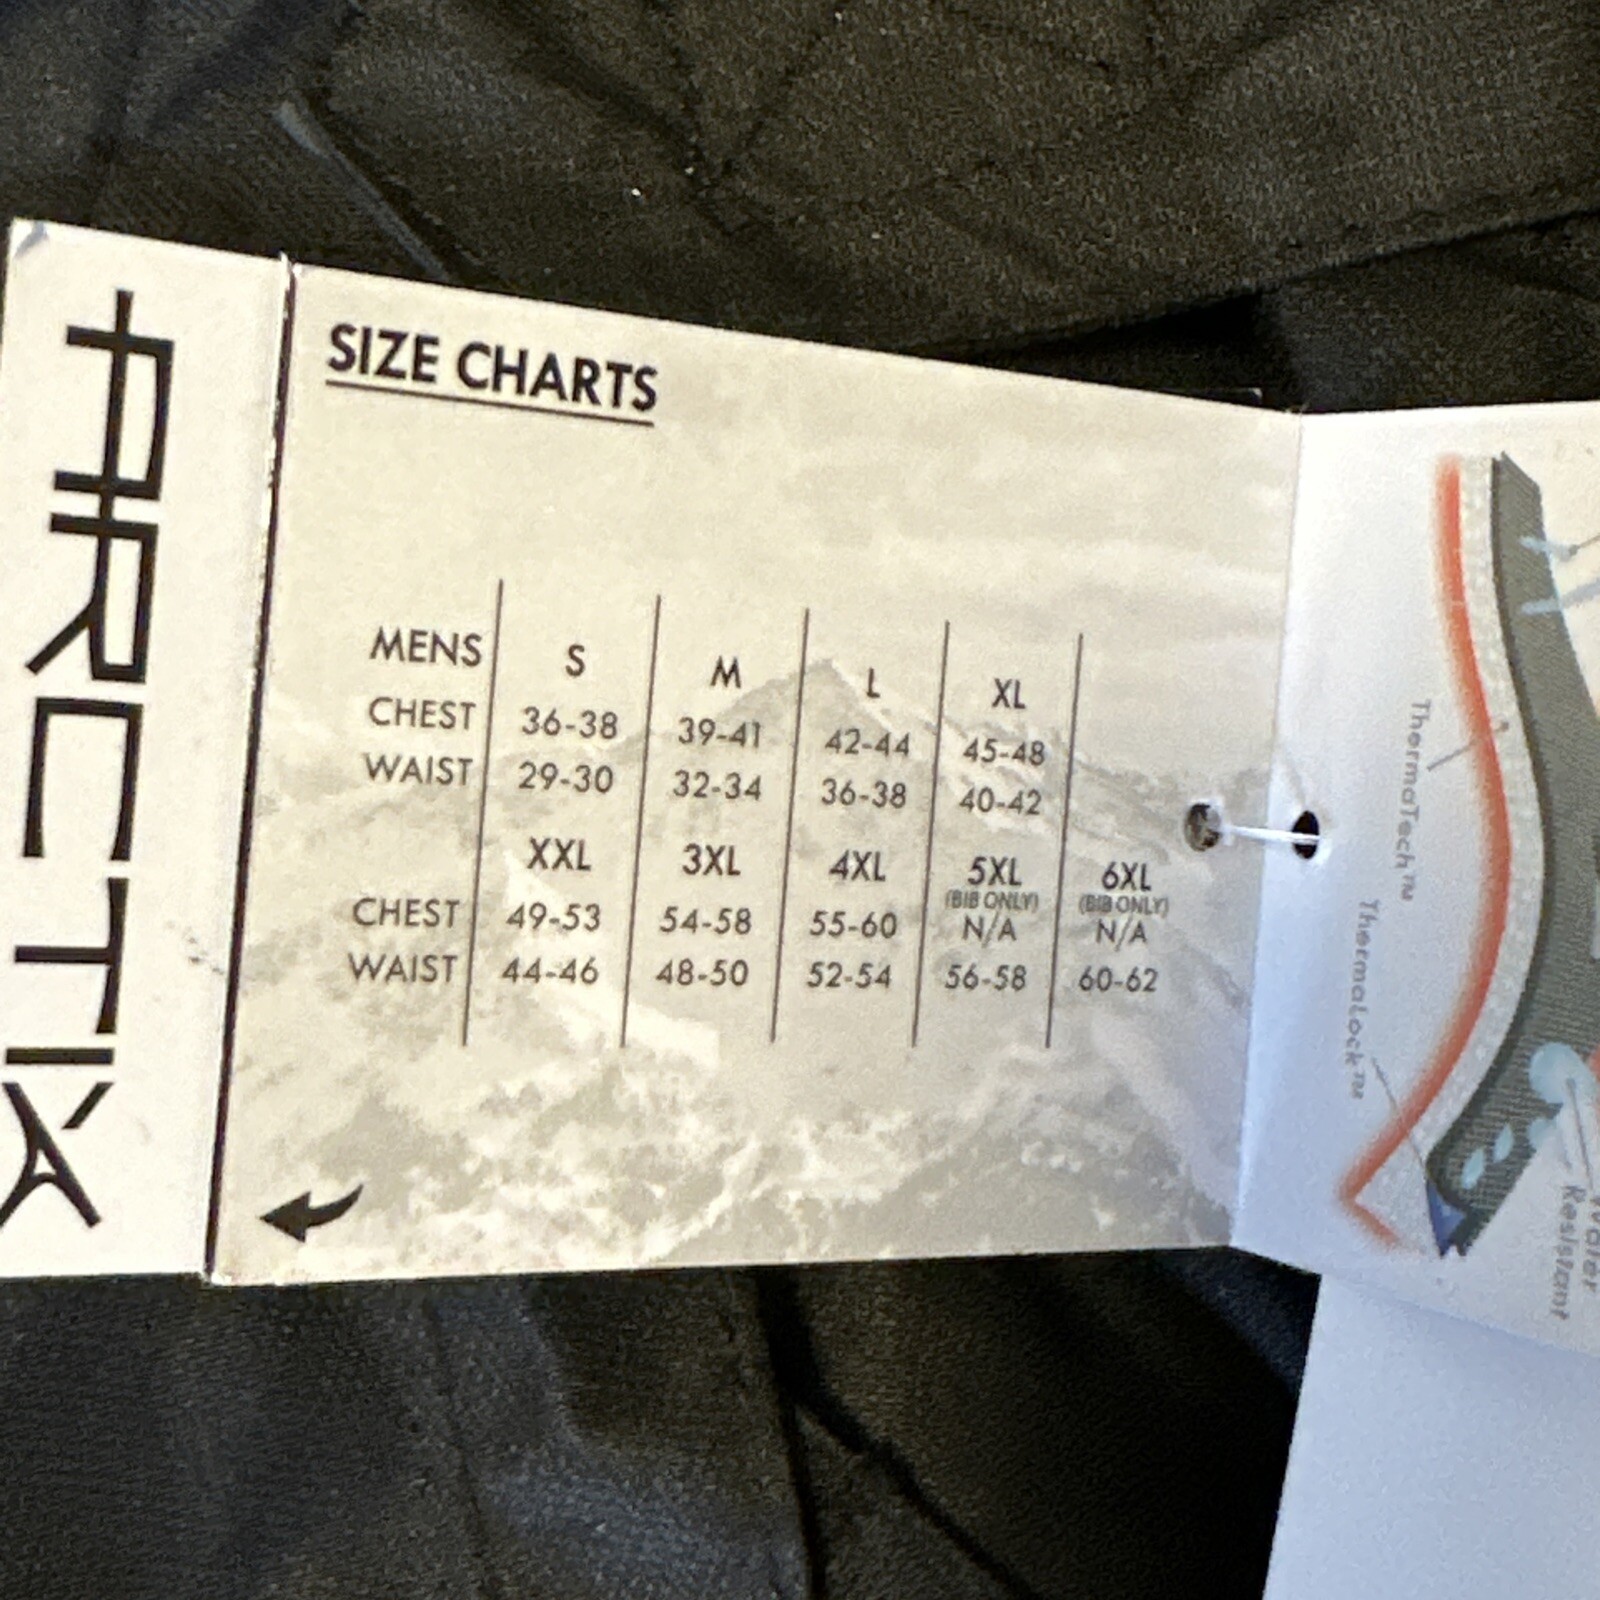 ARCTIX
SIZE CHARTS
MENS S M L XL
CHEST 36-38 39-41 42-44 45-48
WAIST 29-30 32-34 36-38 40-42
XXL 3XL 4XL 5XL 6XL
(BIB ONLY) (BIB ONLY)
CHEST 49-53 54-58 55-60 N/A N/A
WAIST 44-46 48-50 52-54 56-58 60-62
ThermaTech™
ThermaLock™
Water
Resistant